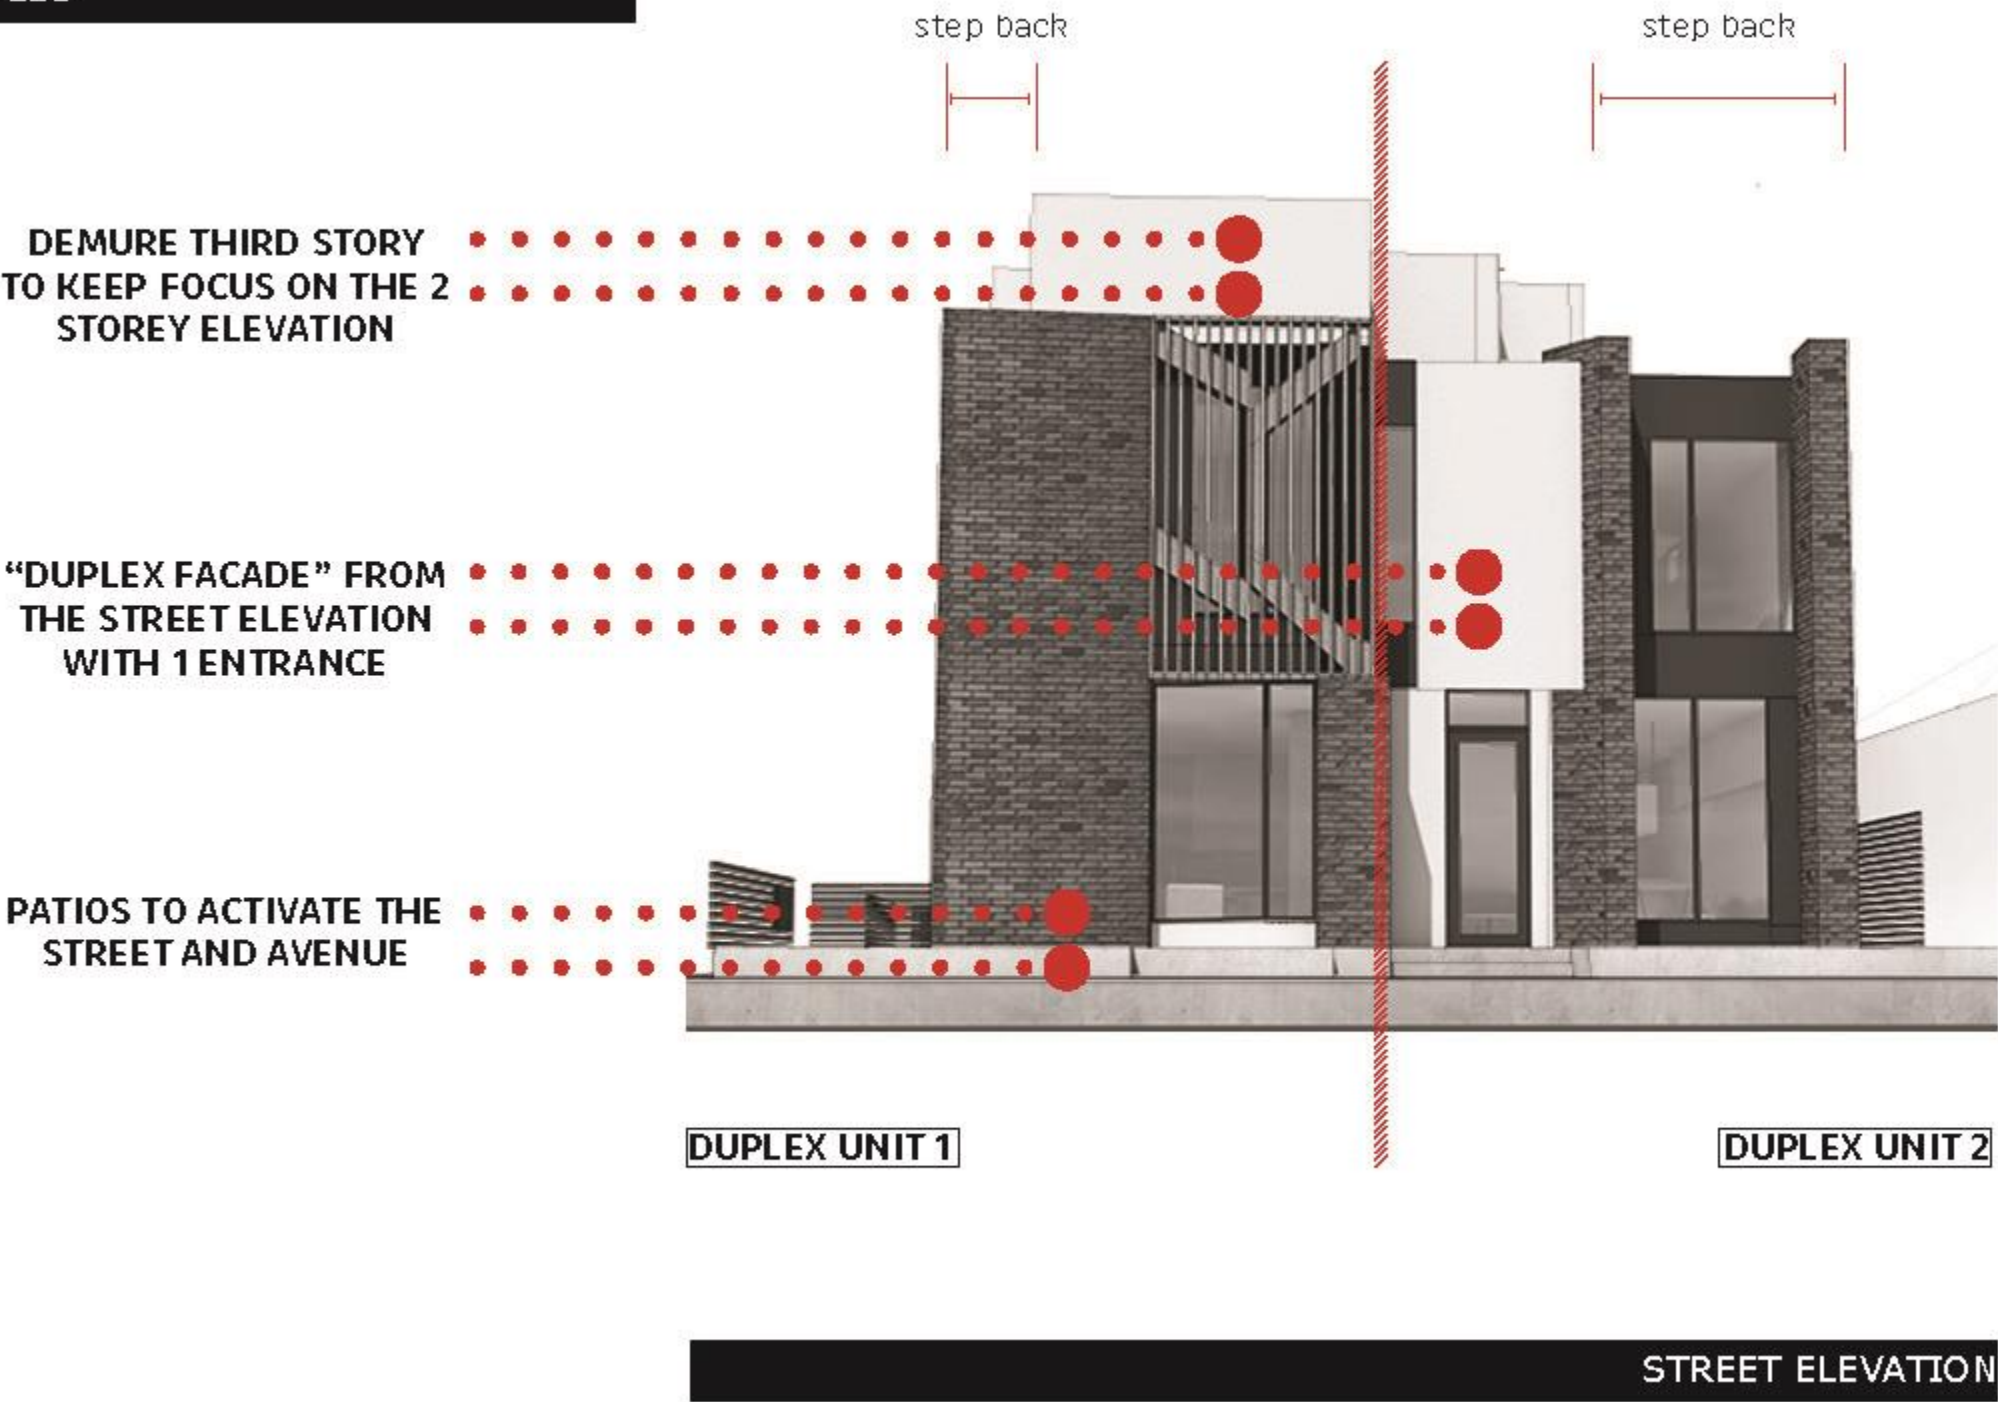 step back
step back
DEMURE THIRD STORY
TO KEEP FOCUS ON THE 2
STOREY ELEVATION
“DUPLEX FACADE” FROM
THE STREET ELEVATION
WITH 1 ENTRANCE
PATIOS TO ACTIVATE THE
STREET AND AVENUE
DUPLEX UNIT 1
DUPLEX UNIT 2
STREET ELEVATION